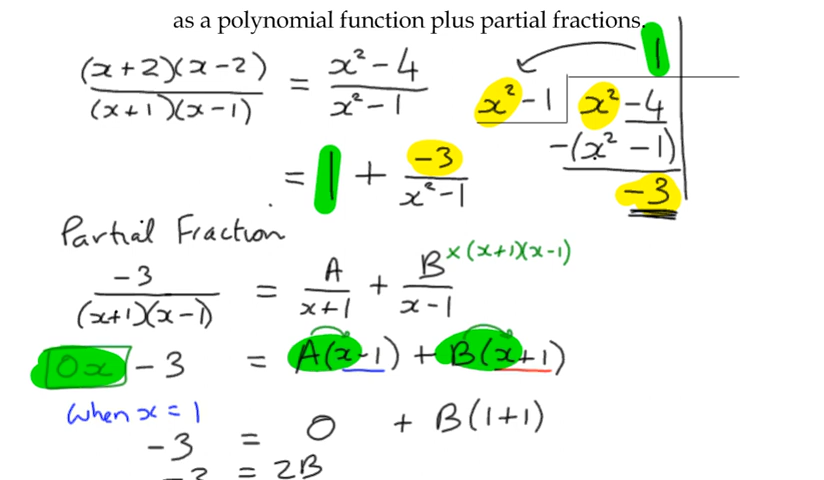 as a polynomial function plus partial fractions.
(x+2)(x-2) / (x+1)(x-1) = x² - 4 / x² - 1
1
x² - 1 x² - 4
-(x² - 1)
-3
= 1 + -3 / x² - 1
Partial Fraction
-3 / (x+1)(x-1) = A / x+1 + B / x-1 ×(x+1)(x-1)
0x - 3 = A(x-1) + B(x+1)
When x = 1
-3 = 0 + B(1+1)
-3 = 2B